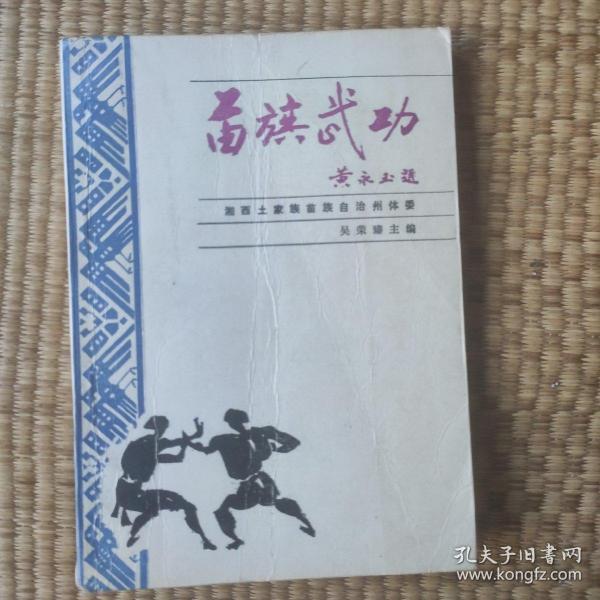 苗族武功
黄永玉题
湘西土家族苗族自治州体委
吴荣臻主编
孔夫子旧书网
www.kongfz.com